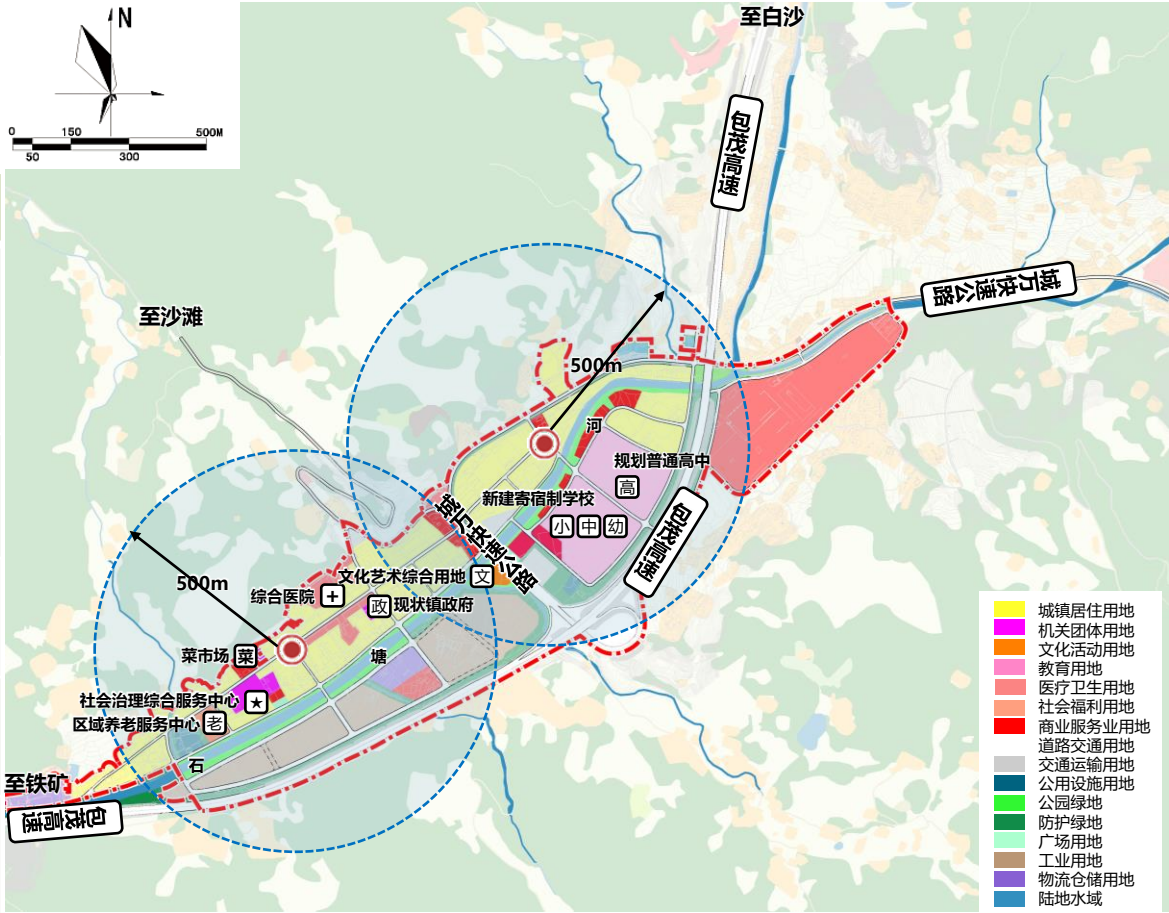 N
0 150 500M
50 300
至白沙
包茂高速
城万快速公路
至沙滩
500m
河
规划普通高中
高
新建寄宿制学校
小 中 幼
包茂高速
城万快速公路
文化艺术综合用地 文
500m
综合医院
政 现状镇政府
菜市场 菜
塘
社会治理综合服务中心 ★
区域养老服务中心 老
石
至铁矿
包茂高速
城镇居住用地
机关团体用地
文化活动用地
教育用地
医疗卫生用地
社会福利用地
商业服务业用地
道路交通用地
交通运输用地
公用设施用地
公园绿地
防护绿地
广场用地
工业用地
物流仓储用地
陆地水域